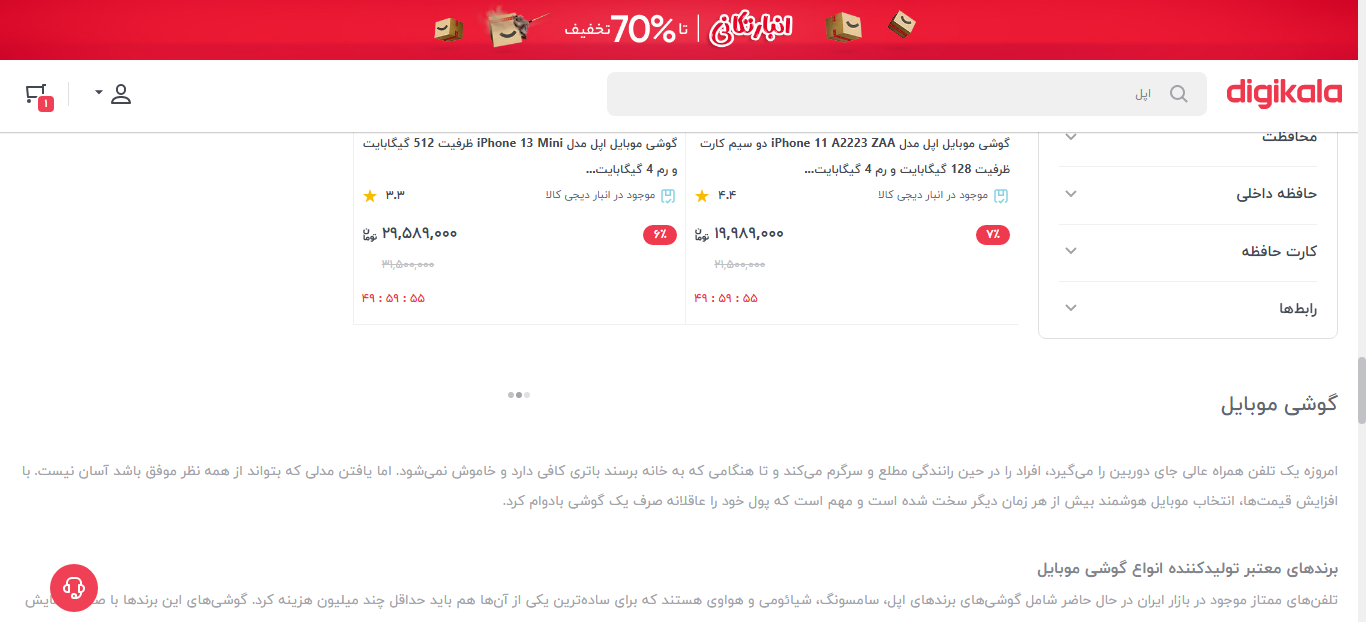 انبارتکانی | تا 70% تخفیف
digikala
اپل
۱
محافظت
حافظه داخلی
کارت حافظه
رابط‌ها
گوشی موبایل اپل مدل iPhone 11 A2223 ZAA دو سیم‌ کارت
ظرفیت 128 گیگابایت و رم 4 گیگابایت...
موجود در انبار دیجی کالا
۴.۴
۷٪
۱۹,۹۸۹,۰۰۰ تومان
۲۱,۵۰۰,۰۰۰
۴۹ : ۵۹ : ۵۵
گوشی موبایل اپل مدل iPhone 13 Mini ظرفیت 512 گیگابایت
و رم 4 گیگابایت...
موجود در انبار دیجی کالا
۳.۳
۶٪
۲۹,۵۸۹,۰۰۰ تومان
۳۱,۵۰۰,۰۰۰
۴۹ : ۵۹ : ۵۵
گوشی موبایل
امروزه یک تلفن همراه عالی جای دوربین را می‌گیرد، افراد را در حین رانندگی مطلع و سرگرم می‌کند و تا هنگامی که به خانه برسند باتری کافی دارد و خاموش نمی‌شود. اما یافتن مدلی که بتواند از همه نظر موفق باشد آسان نیست. با
افزایش قیمت‌ها، انتخاب موبایل هوشمند بیش از هر زمان دیگر سخت شده است و مهم است که پول خود را عاقلانه صرف یک گوشی بادوام کرد.
برندهای معتبر تولیدکننده انواع گوشی موبایل
تلفن‌های ممتاز موجود در بازار ایران در حال حاضر شامل گوشی‌های برندهای اپل، سامسونگ، شیائومی و هواوی هستند که برای ساده‌ترین یکی از آن‌ها هم باید حداقل چند میلیون هزینه کرد. گوشی‌های این برندها با